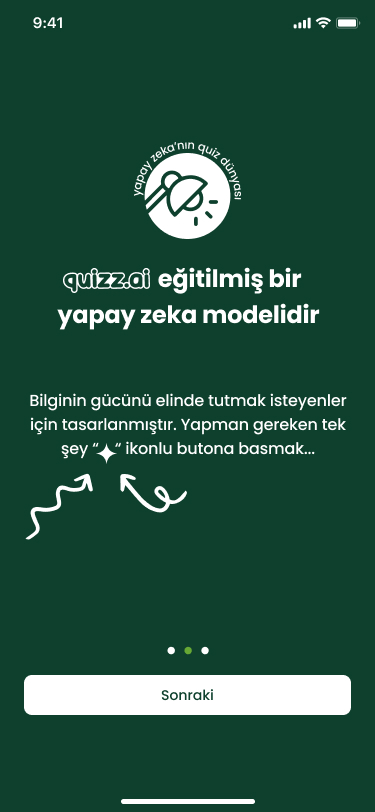 9:41
yapay zeka'nın quiz dünyası
quizz.ai eğitilmiş bir
yapay zeka modelidir
Bilginin gücünü elinde tutmak isteyenler
için tasarlanmıştır. Yapman gereken tek
şey “✦“ ikonlu butona basmak...
Sonraki